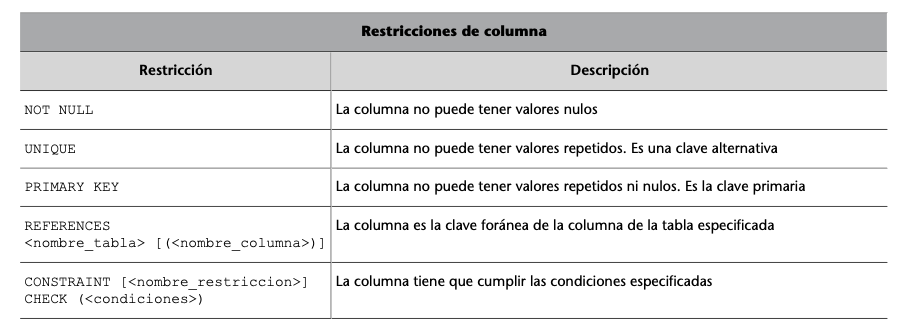 Restricciones de columna
Restricción Descripción
NOT NULL La columna no puede tener valores nulos
UNIQUE La columna no puede tener valores repetidos. Es una clave alternativa
PRIMARY KEY La columna no puede tener valores repetidos ni nulos. Es la clave primaria
REFERENCES La columna es la clave foránea de la columna de la tabla especificada
<nombre_tabla> [(<nombre_columna>)]
CONSTRAINT [<nombre_restriccion>] La columna tiene que cumplir las condiciones especificadas
CHECK (<condiciones>)